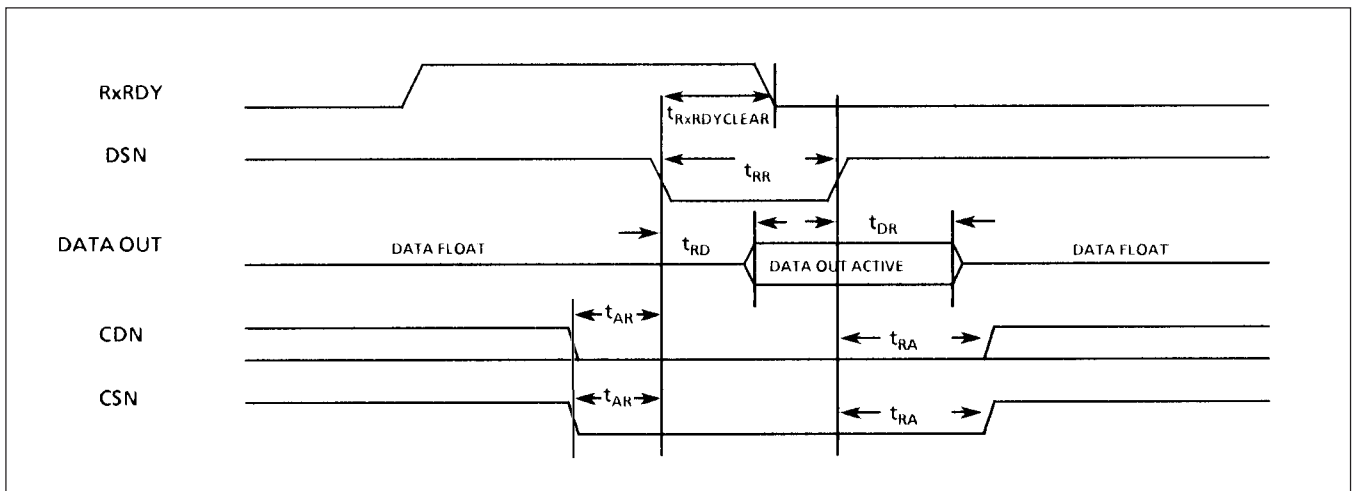 RxRDY
tRxRDYCLEAR
DSN
tRR
DATA OUT
DATA FLOAT
tRD
tDR
DATA OUT ACTIVE
DATA FLOAT
CDN
tAR
tRA
CSN
tAR
tRA